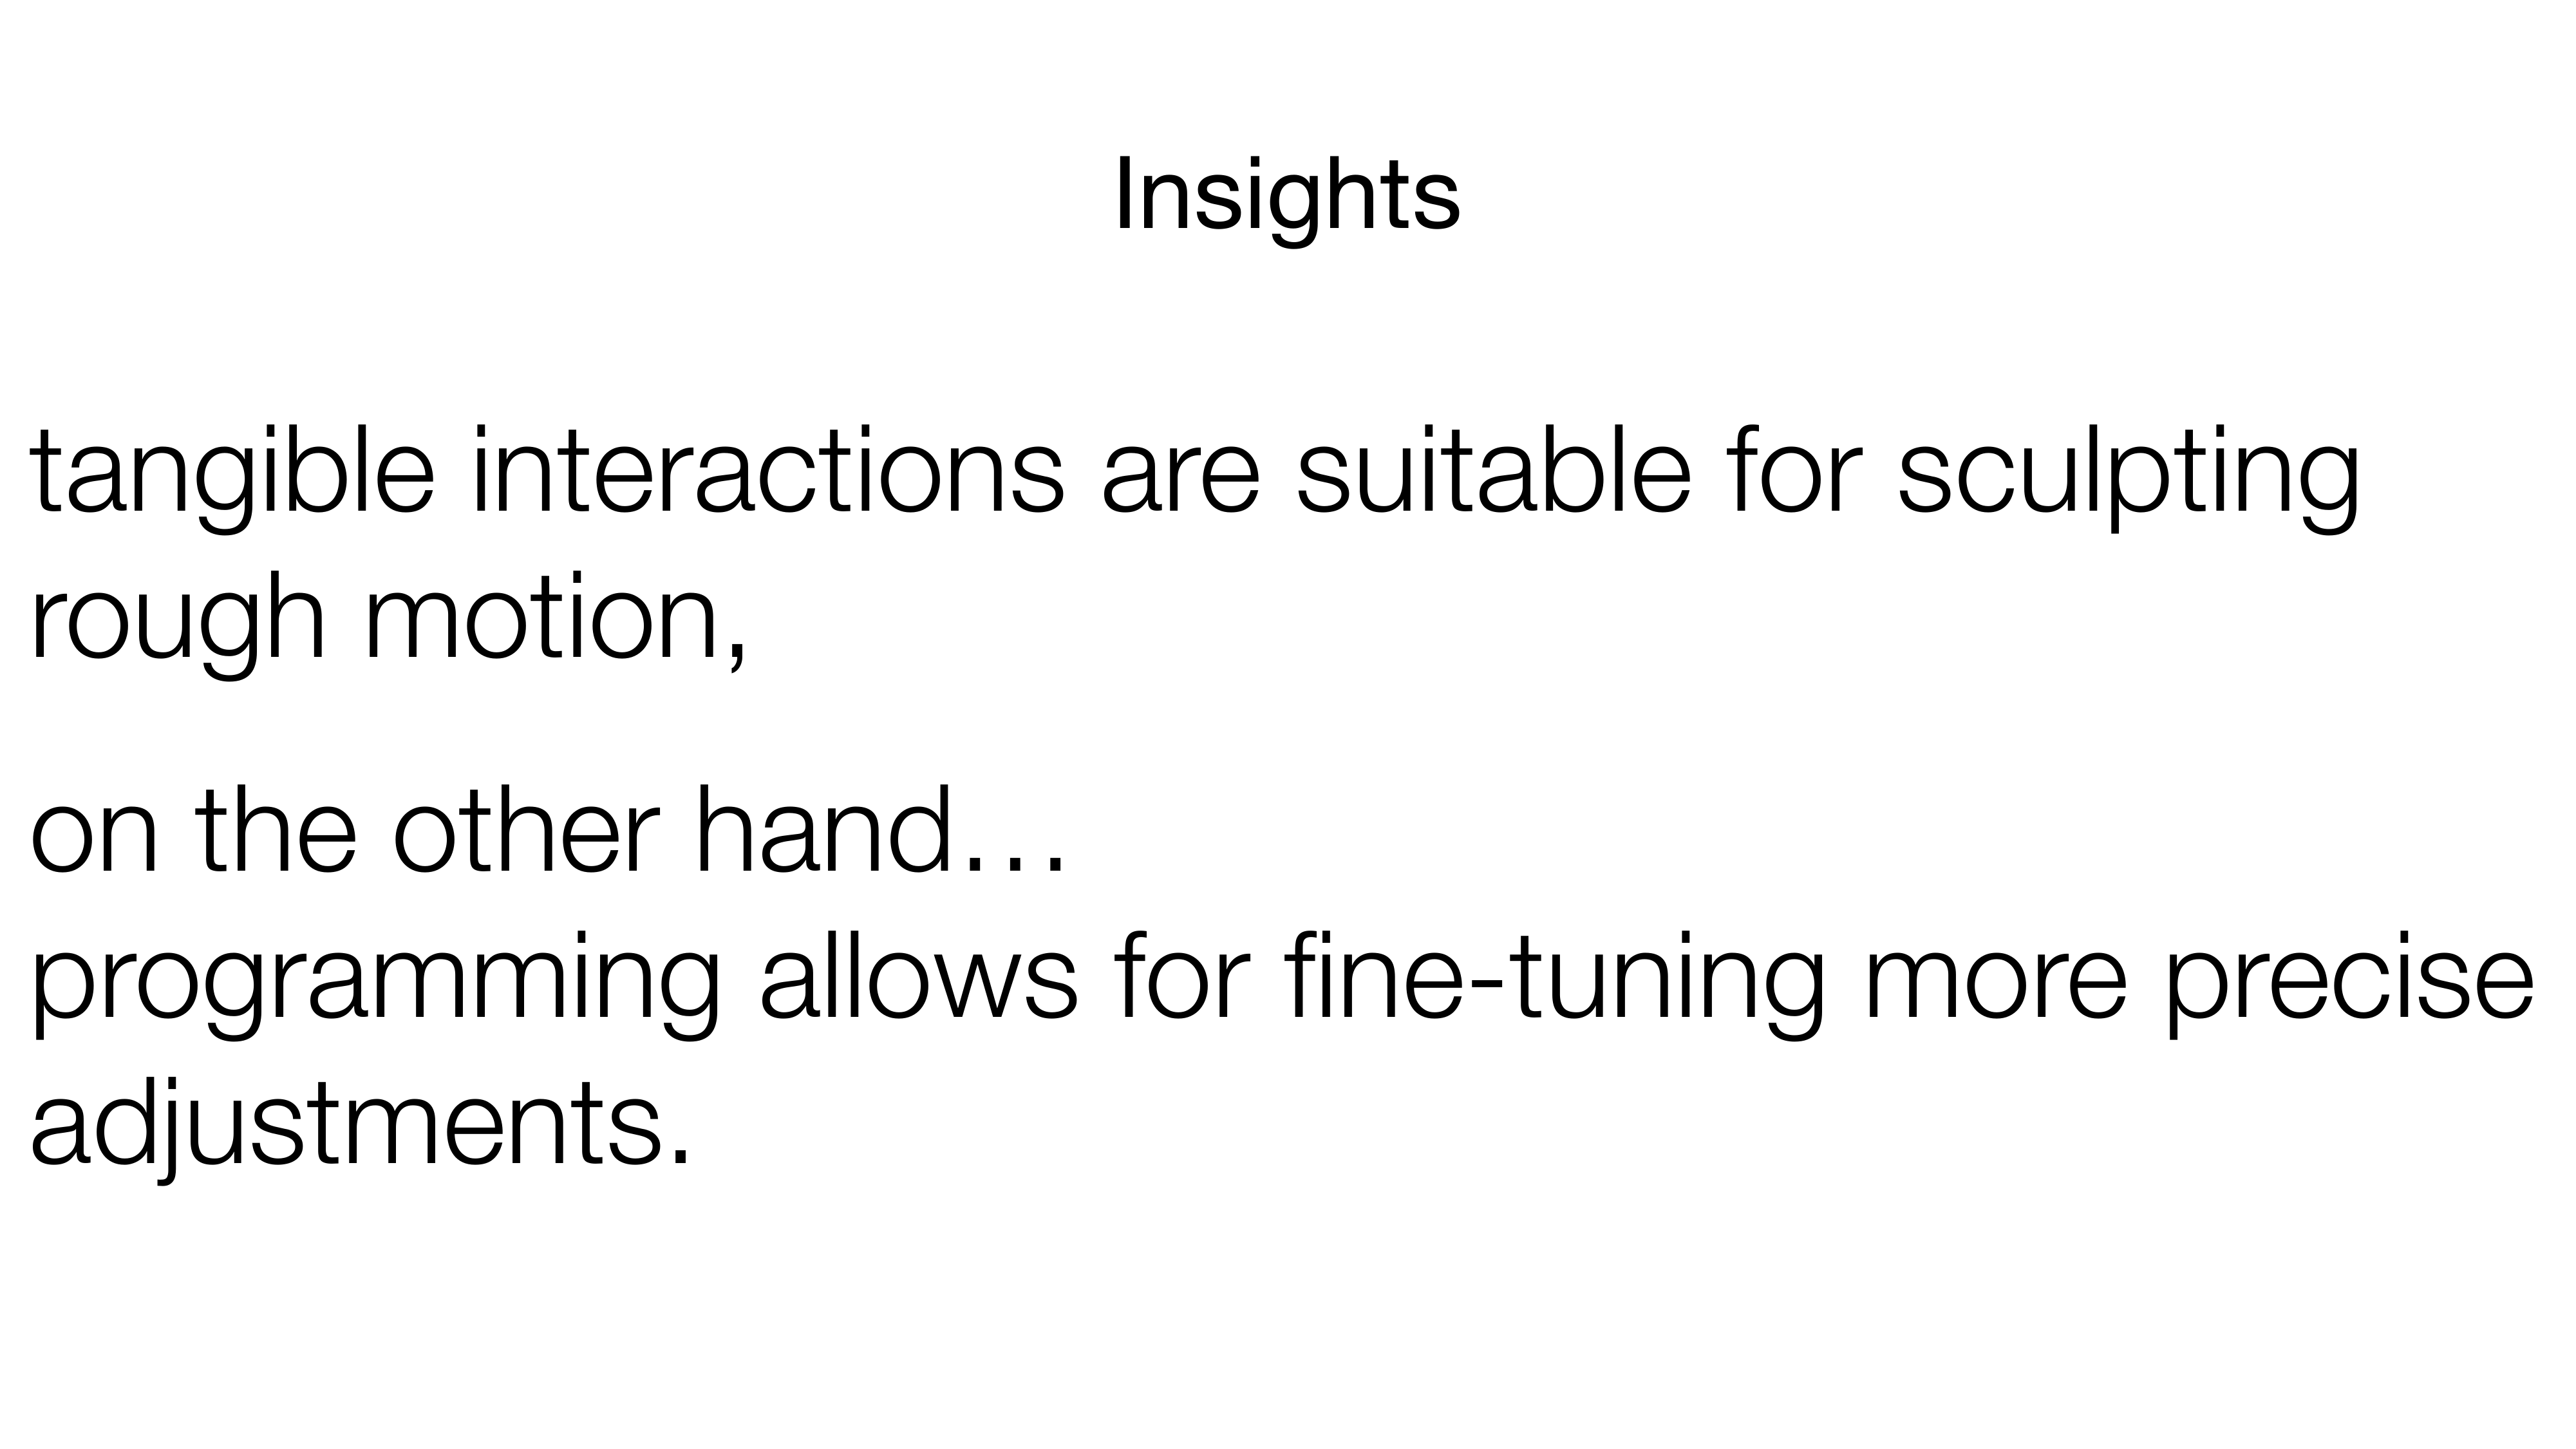 Insights
tangible interactions are suitable for sculpting
rough motion,
on the other hand…
programming allows for fine-tuning more precise
adjustments.